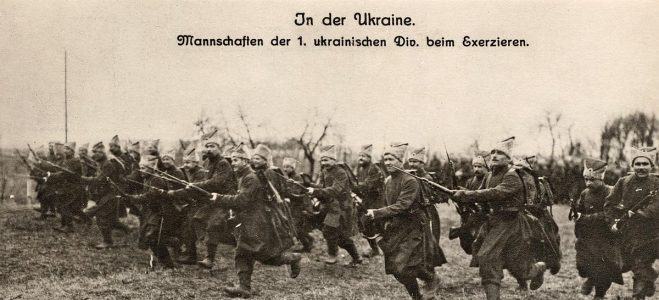 In der Ukraine.
Mannschaften der 1. ukrainischen Div. beim Exerzieren.